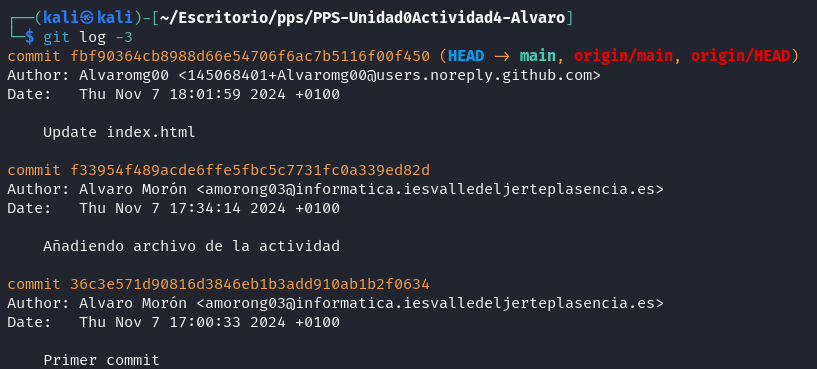 ┌──(kali㉿kali)-[~/Escritorio/pps/PPS-Unidad0Actividad4-Alvaro]
└─$ git log -3
commit fbf90364cb8988d66e54706f6ac7b5116f00f450 (HEAD -> main, origin/main, origin/HEAD)
Author: Alvaromg00 <145068401+Alvaromg00@users.noreply.github.com>
Date:   Thu Nov 7 18:01:59 2024 +0100

    Update index.html

commit f33954f489acde6ffe5fbc5c7731fc0a339ed82d
Author: Alvaro Morón <amorong03@informatica.iesvalledeljerteplasencia.es>
Date:   Thu Nov 7 17:34:14 2024 +0100

    Añadiendo archivo de la actividad

commit 36c3e571d90816d3846eb1b3add910ab1b2f0634
Author: Alvaro Morón <amorong03@informatica.iesvalledeljerteplasencia.es>
Date:   Thu Nov 7 17:00:33 2024 +0100

    Primer commit